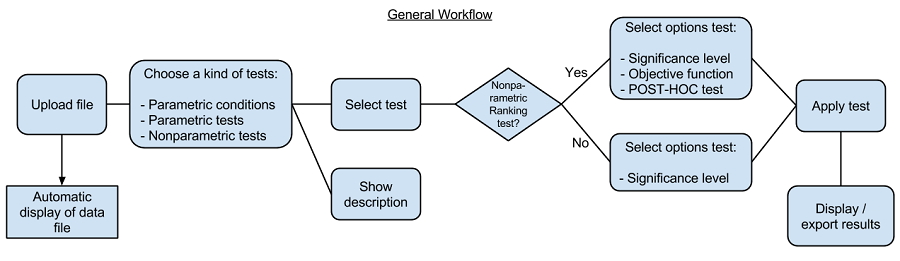 General Workflow
Upload file
Automatic
display of data
file
Choose a kind of tests:
- Parametric conditions
- Parametric tests
- Nonparametric tests
Select test
Show
description
Nonpa-
rametric
Ranking
test?
Yes
No
Select options test:
- Significance level
- Objective function
- POST-HOC test
Select options test:
- Significance level
Apply test
Display /
export results